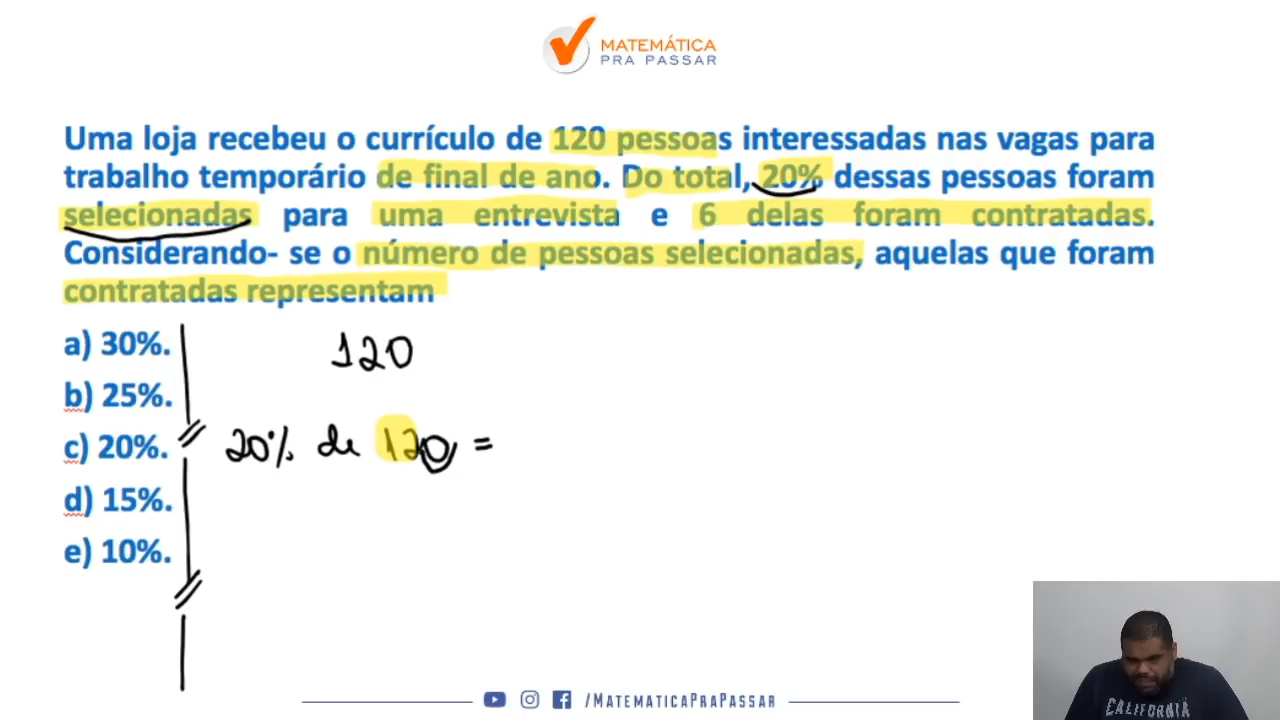 MATEMÁTICA
PRA PASSAR
Uma loja recebeu o currículo de 120 pessoas interessadas nas vagas para
trabalho temporário de final de ano. Do total, 20% dessas pessoas foram
selecionadas para uma entrevista e 6 delas foram contratadas.
Considerando- se o número de pessoas selecionadas, aquelas que foram
contratadas representam
a) 30%.
b) 25%.
c) 20%.
d) 15%.
e) 10%.
120
20% de 120 =
/MATEMATICAPRAPASSAR
CALIFORNIA